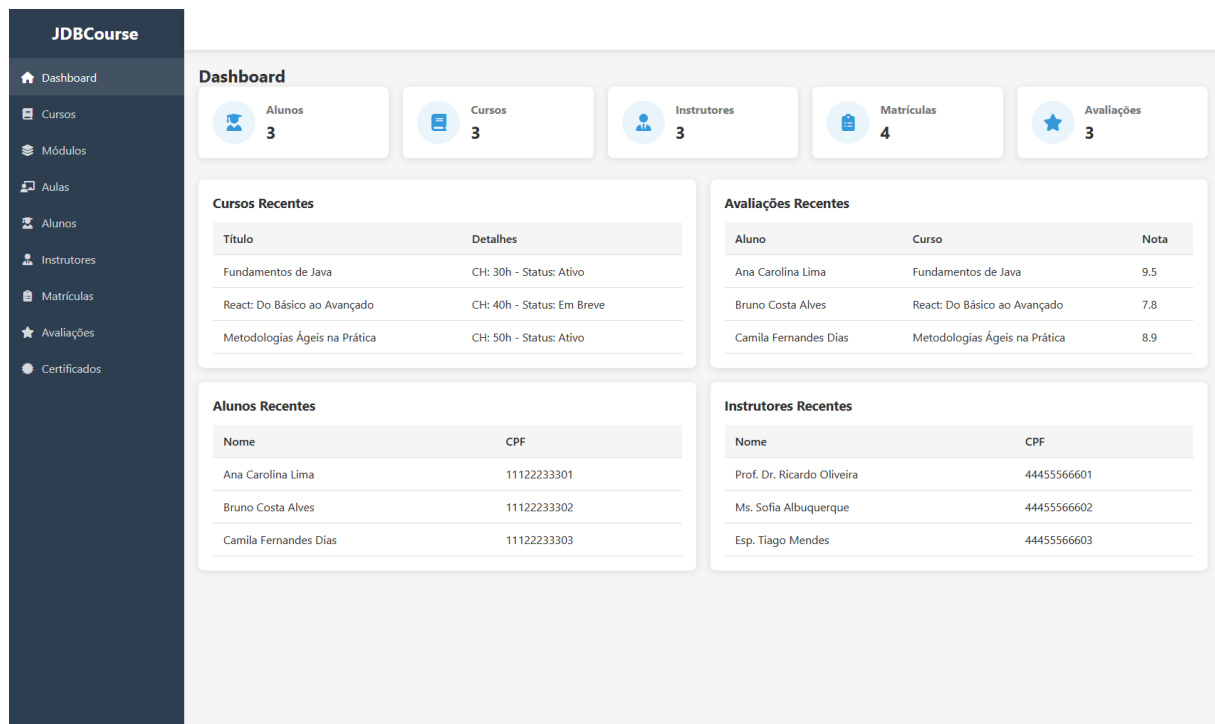 JDBCourse
Dashboard
Cursos
Módulos
Aulas
Alunos
Instrutores
Matrículas
Avaliações
Certificados
Dashboard
Alunos
3
Cursos
3
Instrutores
3
Matrículas
4
Avaliações
3
Cursos Recentes
Título Detalhes
Fundamentos de Java CH: 30h - Status: Ativo
React: Do Básico ao Avançado CH: 40h - Status: Em Breve
Metodologias Ágeis na Prática CH: 50h - Status: Ativo
Avaliações Recentes
Aluno Curso Nota
Ana Carolina Lima Fundamentos de Java 9.5
Bruno Costa Alves React: Do Básico ao Avançado 7.8
Camila Fernandes Dias Metodologias Ágeis na Prática 8.9
Alunos Recentes
Nome CPF
Ana Carolina Lima 11122233301
Bruno Costa Alves 11122233302
Camila Fernandes Dias 11122233303
Instrutores Recentes
Nome CPF
Prof. Dr. Ricardo Oliveira 44455566601
Ms. Sofia Albuquerque 44455566602
Esp. Tiago Mendes 44455566603